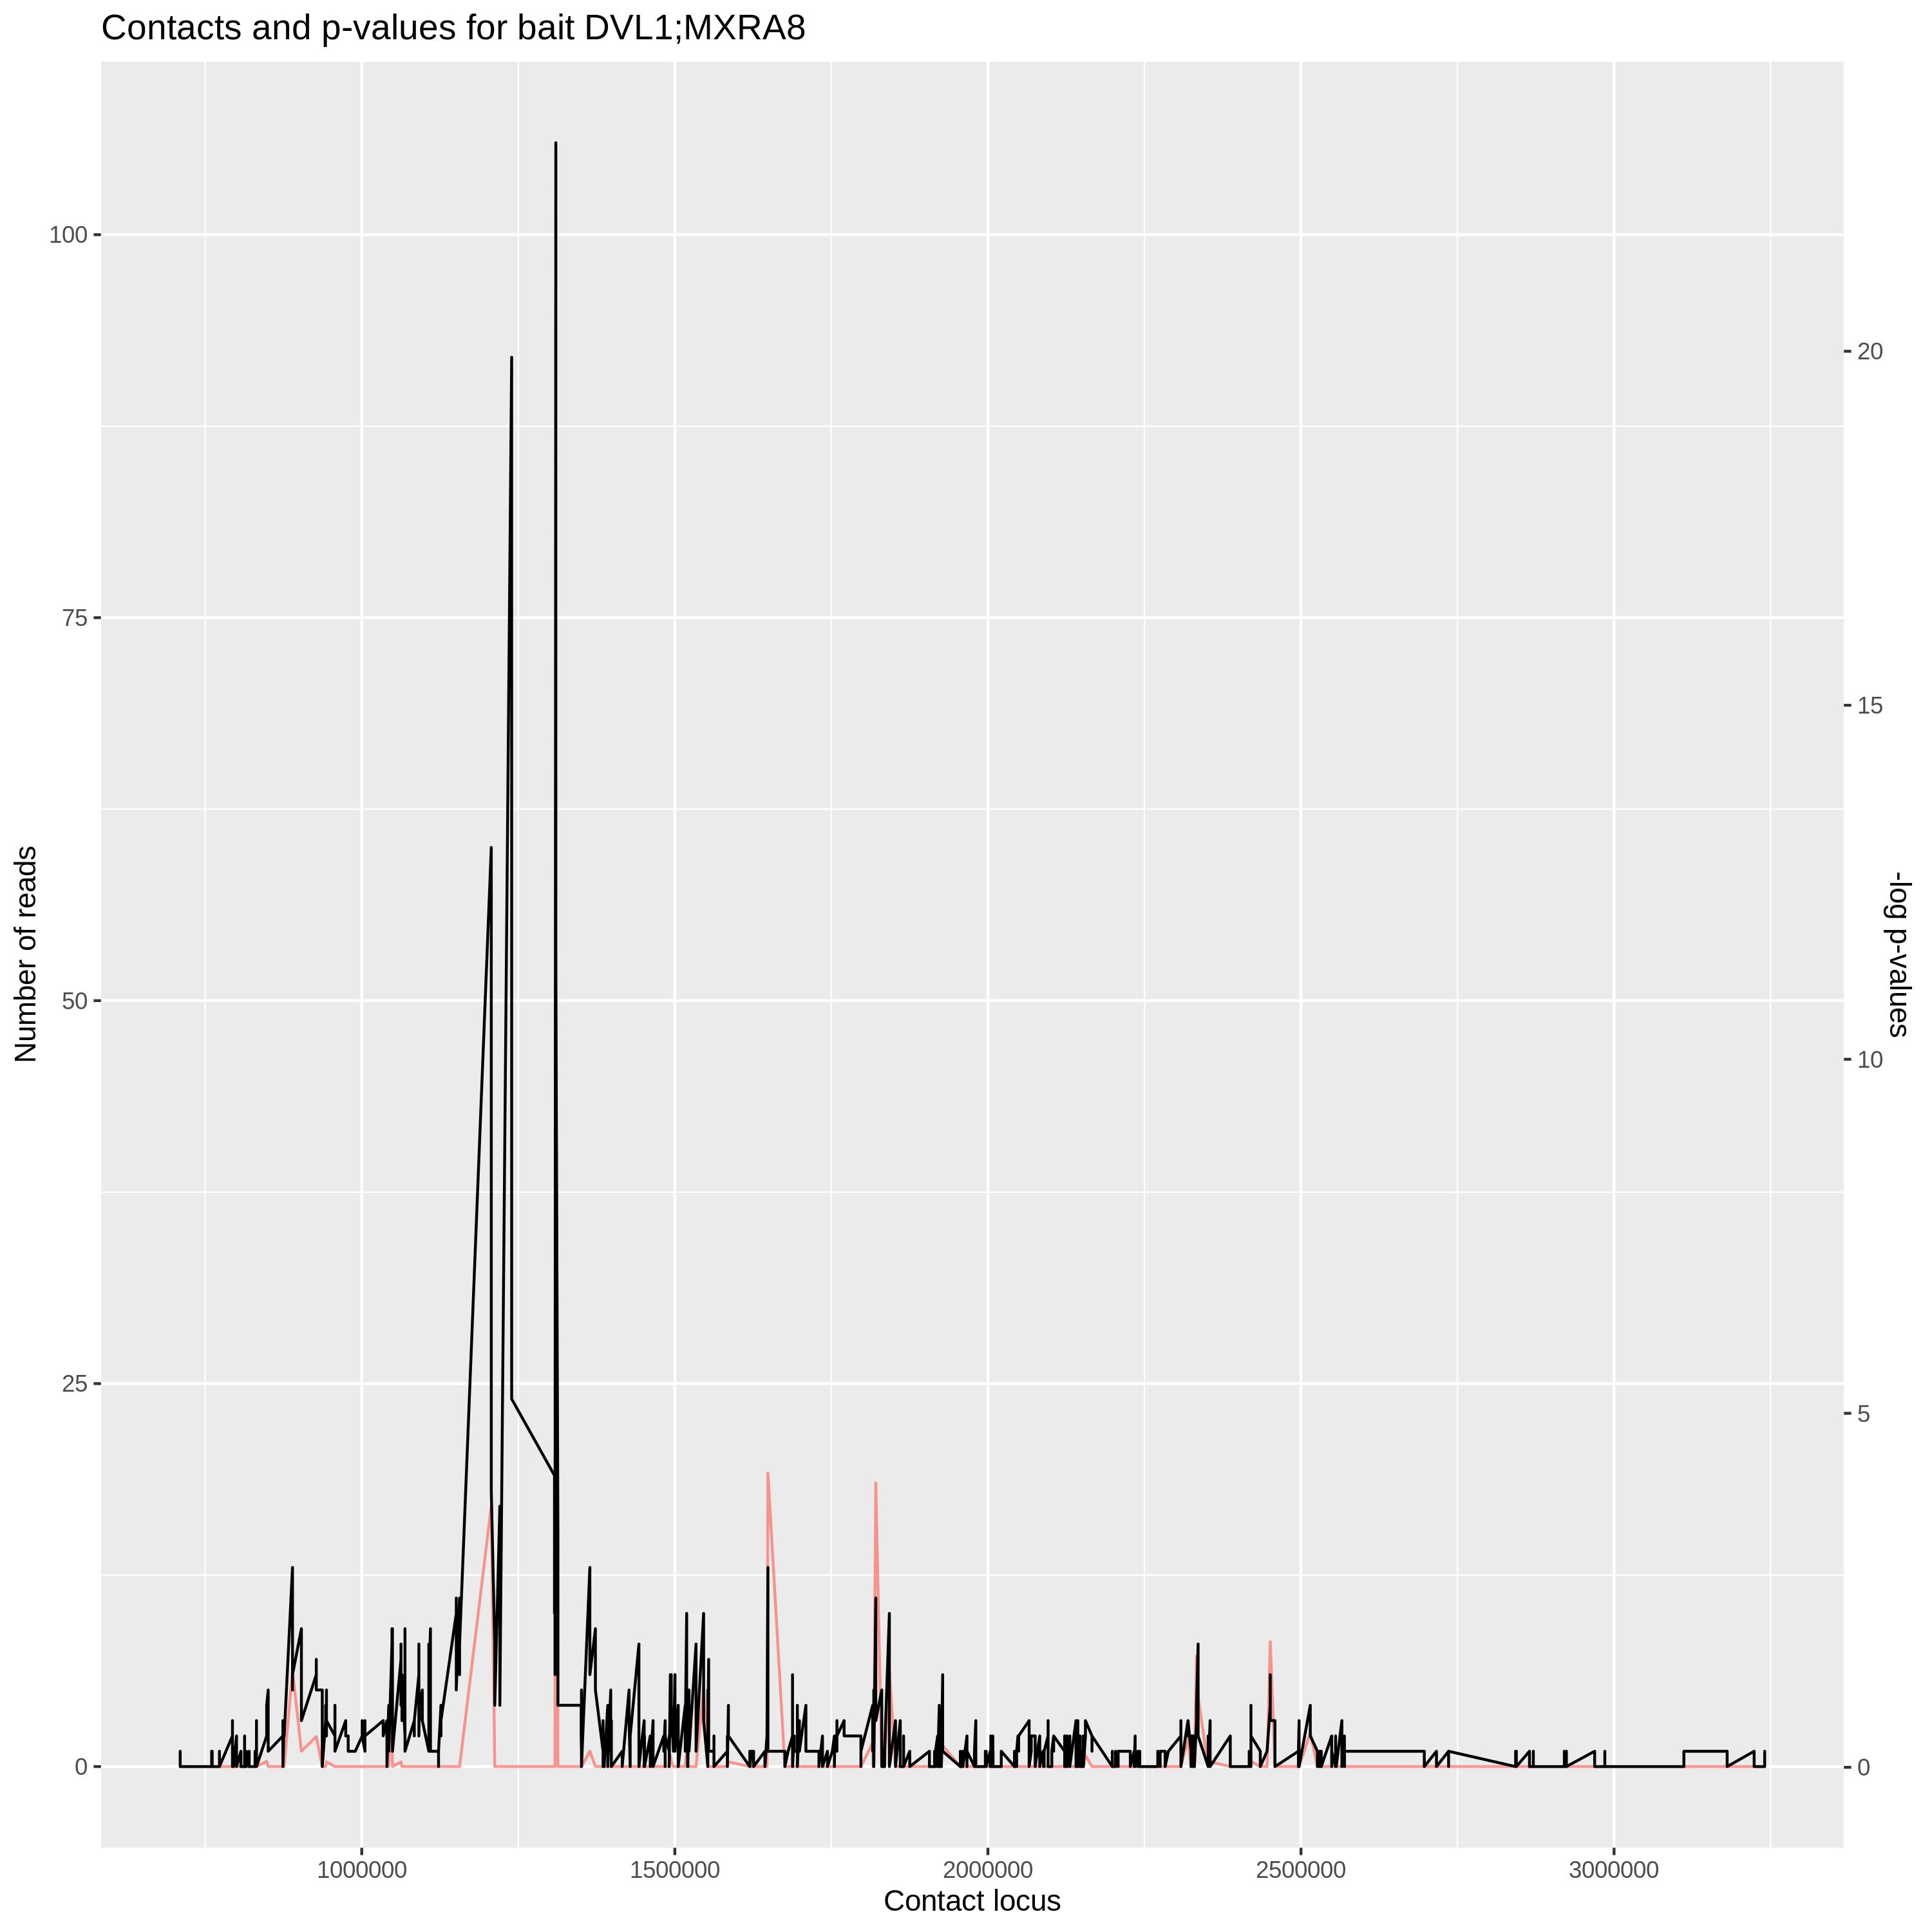 Contacts and p-values for bait DVL1;MXRA8
100
75
50
25
0
Number of reads
20
15
10
5
0
-log p-values
1000000 1500000 2000000 2500000 3000000
Contact locus